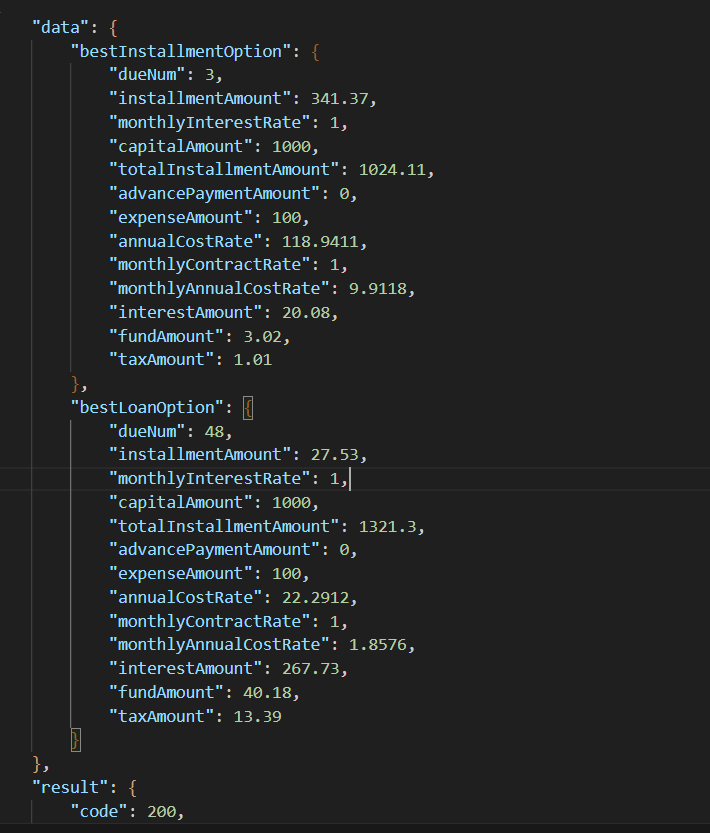 "data": {
"bestInstallmentOption": {
"dueNum": 3,
"installmentAmount": 341.37,
"monthlyInterestRate": 1,
"capitalAmount": 1000,
"totalInstallmentAmount": 1024.11,
"advancePaymentAmount": 0,
"expenseAmount": 100,
"annualCostRate": 118.9411,
"monthlyContractRate": 1,
"monthlyAnnualCostRate": 9.9118,
"interestAmount": 20.08,
"fundAmount": 3.02,
"taxAmount": 1.01
},
"bestLoanOption": {
"dueNum": 48,
"installmentAmount": 27.53,
"monthlyInterestRate": 1,
"capitalAmount": 1000,
"totalInstallmentAmount": 1321.3,
"advancePaymentAmount": 0,
"expenseAmount": 100,
"annualCostRate": 22.2912,
"monthlyContractRate": 1,
"monthlyAnnualCostRate": 1.8576,
"interestAmount": 267.73,
"fundAmount": 40.18,
"taxAmount": 13.39
}
},
"result": {
"code": 200,